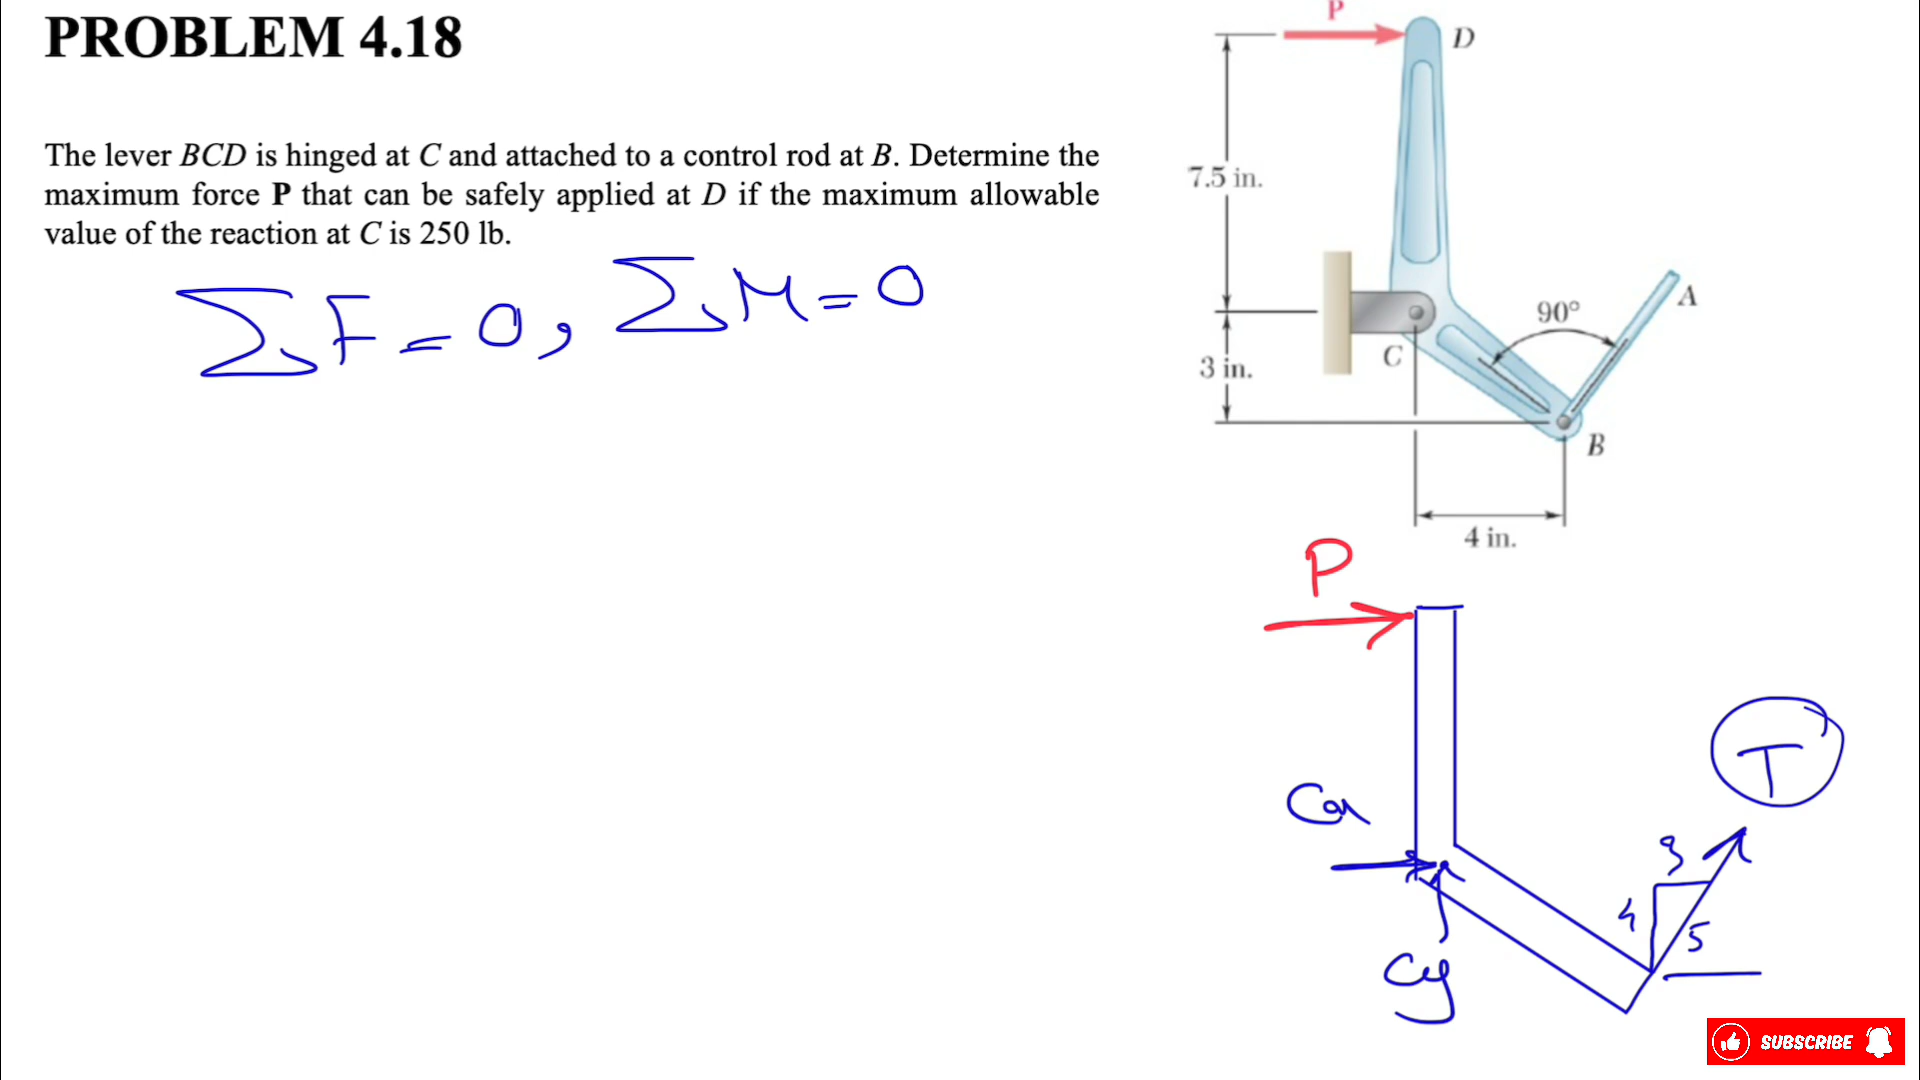 PROBLEM 4.18
The lever BCD is hinged at C and attached to a control rod at B. Determine the
maximum force P that can be safely applied at D if the maximum allowable
value of the reaction at C is 250 lb.
∑F = 0, ∑M = 0
P
D
7.5 in.
A
90°
C
3 in.
B
4 in.
P
T
Cx
3
4
5
Cy
SUBSCRIBE